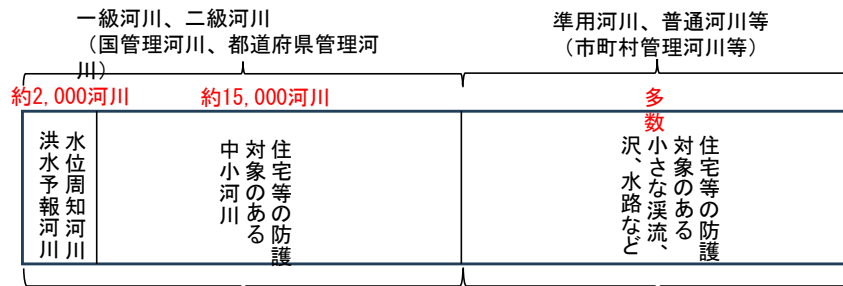 一級河川、二級河川
（国管理河川、都道府県管理河
川）
準用河川、普通河川等
（市町村管理河川等）
約2,000河川
約15,000河川
多
数
水位周知河川
洪水予報河川
住宅等の防護
対象のある
中小河川
住宅等の防護
対象のある
小さな渓流、
沢、水路など